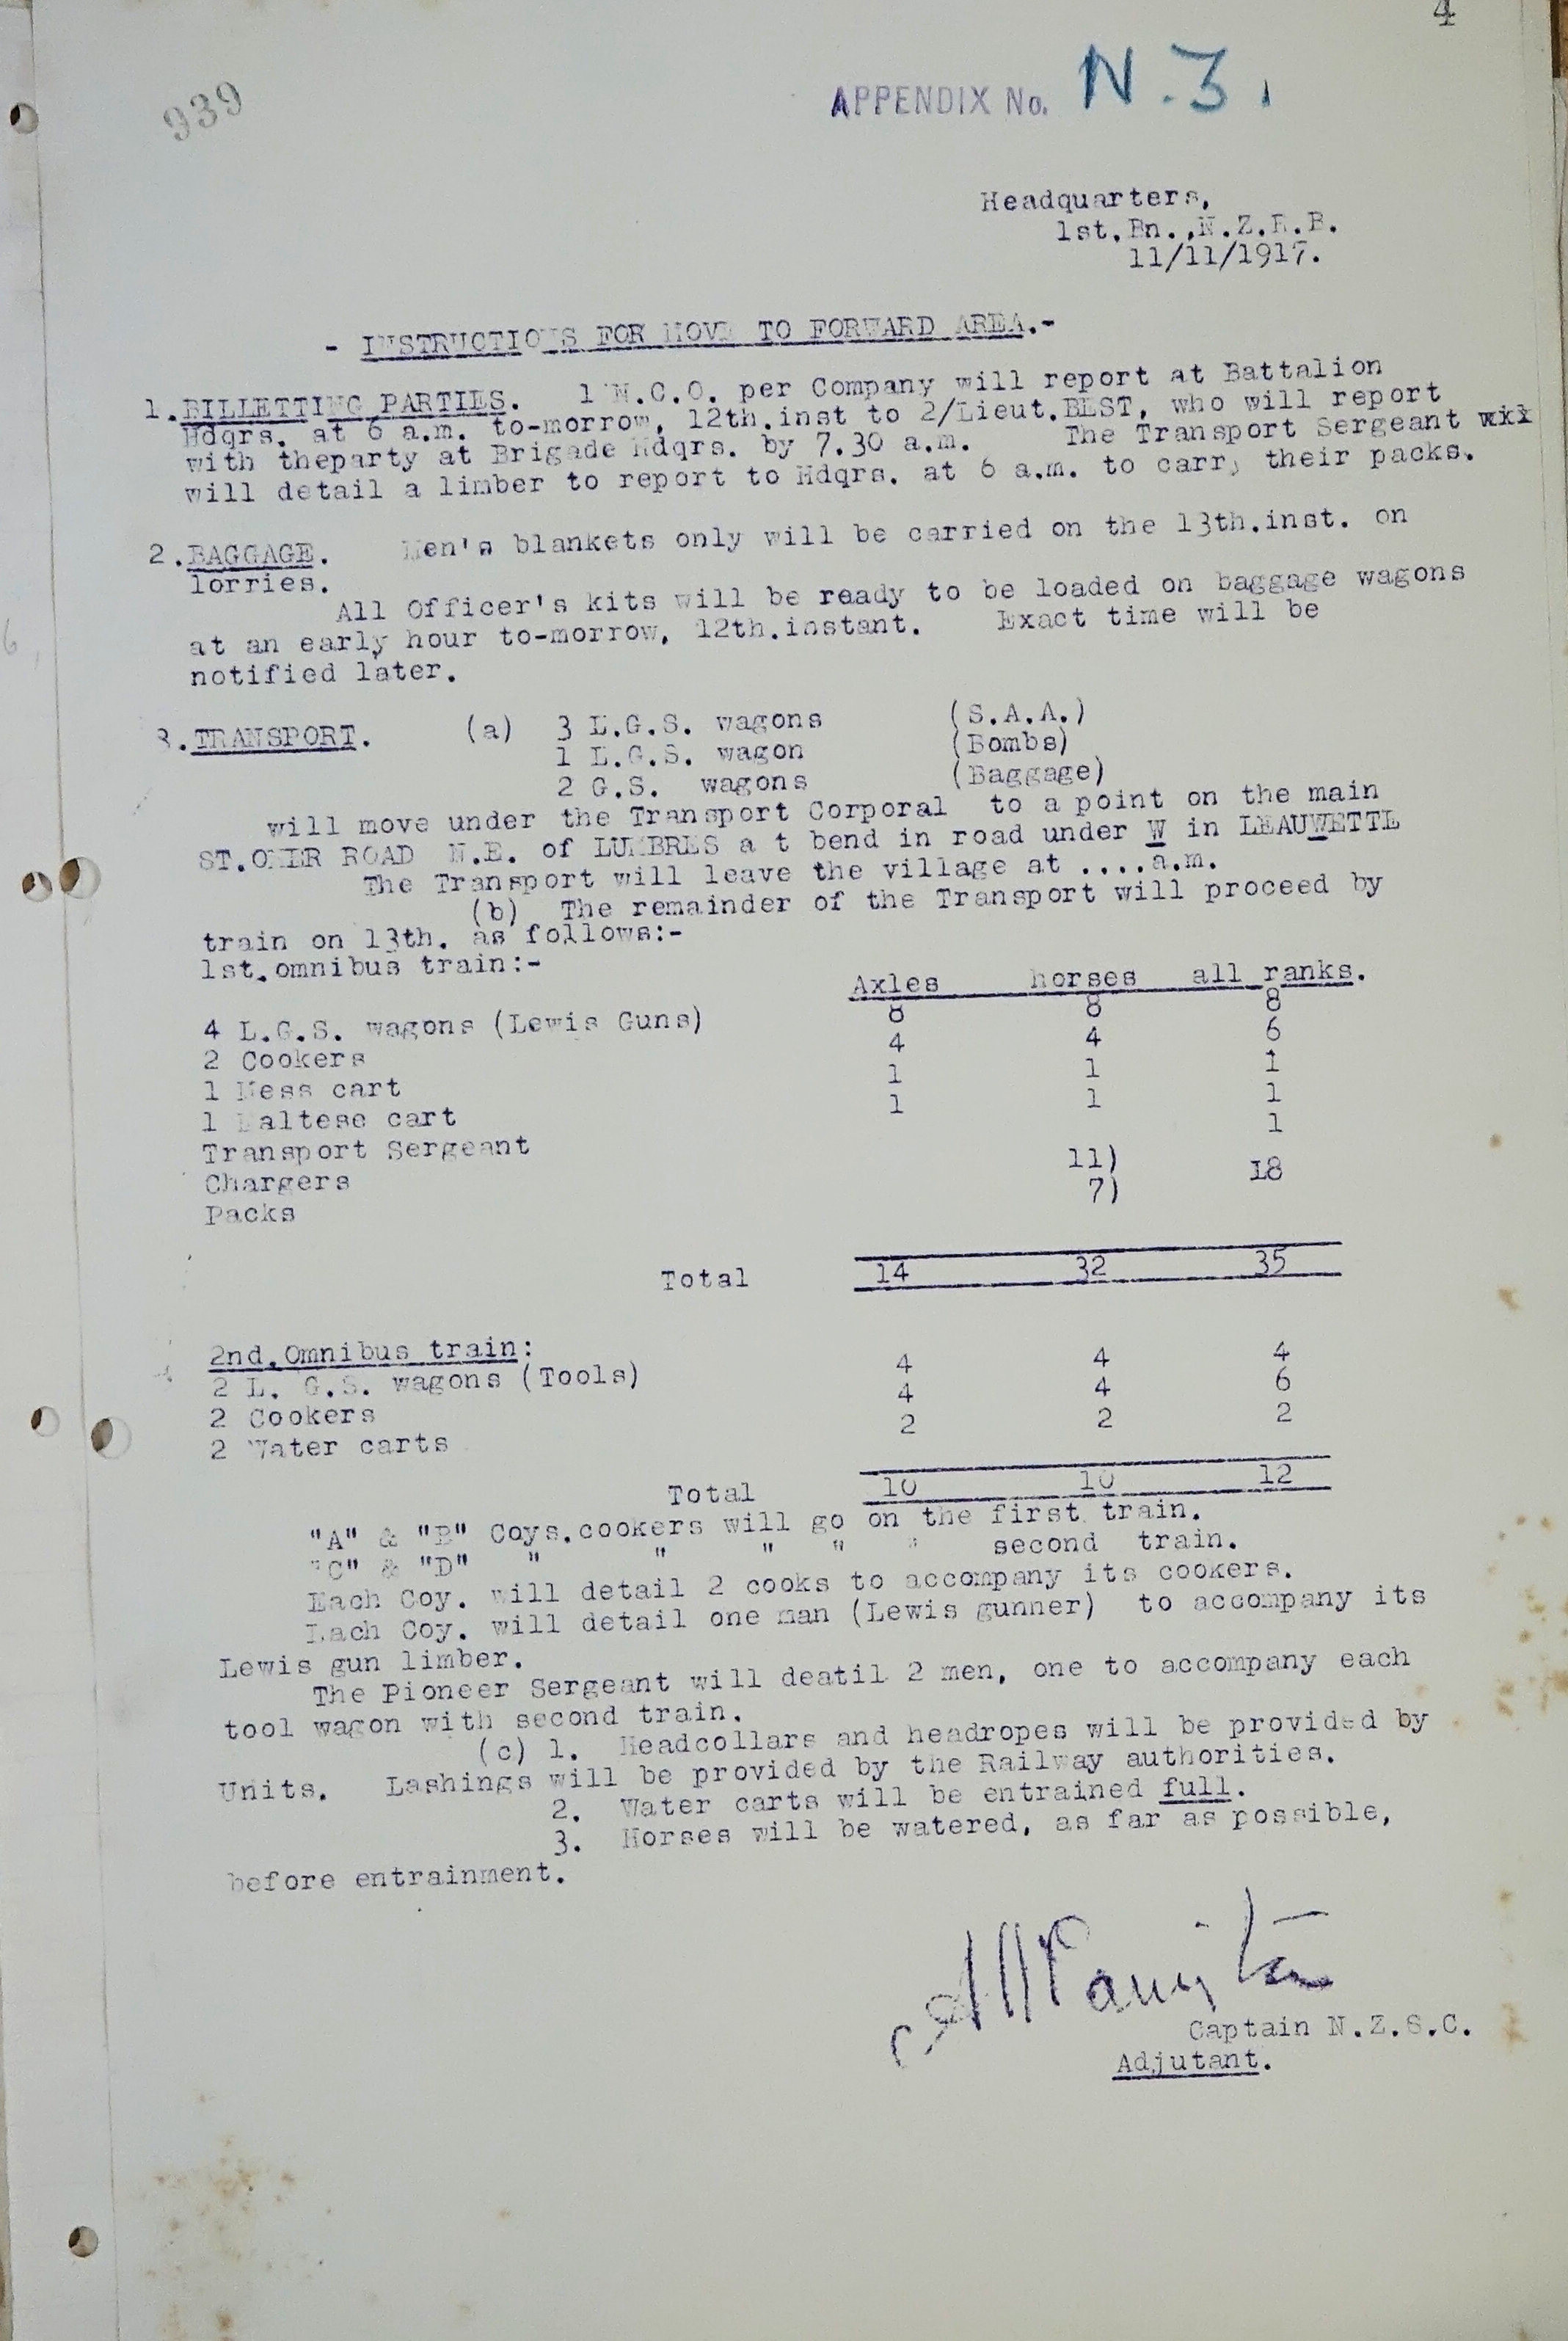 4
939
APPENDIX No. N.3.
Headquarters,
1st.Bn.,N.Z.R.B.
11/11/1917.
- INSTRUCTIONS FOR MOVE TO FORWARD AREA.-
1.BILLETTING PARTIES. 1 N.C.O. per Company will report at Battalion
Hdqrs. at 6 a.m. to-morrow, 12th.inst to 2/Lieut.BEST, who will report
with theparty at Brigade Hdqrs. by 7.30 a.m. The Transport Sergeant wxx
will detail a limber to report to Hdqrs. at 6 a.m. to carry their packs.
2.BAGGAGE. Men's blankets only will be carried on the 13th.inst. on
lorries.
All Officer's kits will be ready to be loaded on baggage wagons
at an early hour to-morrow, 12th.instant. Exact time will be
notified later.
3.TRANSPORT. (a) 3 L.G.S. wagons (S.A.A.)
1 L.G.S. wagon (Bombs)
2 G.S. wagons (Baggage)
will move under the Transport Corporal to a point on the main
ST.OMER ROAD N.E. of LUMBRES a t bend in road under W in LEAUWETTE
The Transport will leave the village at ....a.m.
(b) The remainder of the Transport will proceed by
train on 13th. as follows:-
1st.omnibus train:-
Axles horses all ranks.
4 L.G.S. wagons (Lewis Guns) 8 8 8
2 Cookers 4 4 6
1 Mess cart 1 1 1
1 Maltese cart 1 1 1
Transport Sergeant 1
Chargers 11) 18
Packs 7)
Total 14 32 35
2nd.Omnibus train:
2 L. G.S. wagons (Tools) 4 4 4
2 Cookers 4 4 6
2 Water carts 2 2 2
Total 10 10 12
"A" & "B" Coys.cookers will go on the first train.
"C" & "D" " " " " " second train.
Each Coy. will detail 2 cooks to accompany its cookers.
Each Coy. will detail one man (Lewis gunner) to accompany its
Lewis gun limber.
The Pioneer Sergeant will deatil 2 men, one to accompany each
tool wagon with second train.
(c) 1. Headcollars and headropes will be provided by
Units. Lashings will be provided by the Railway authorities.
2. Water carts will be entrained full.
3. Horses will be watered, as far as possible,
before entrainment.
Captain N.Z.S.C.
Adjutant.